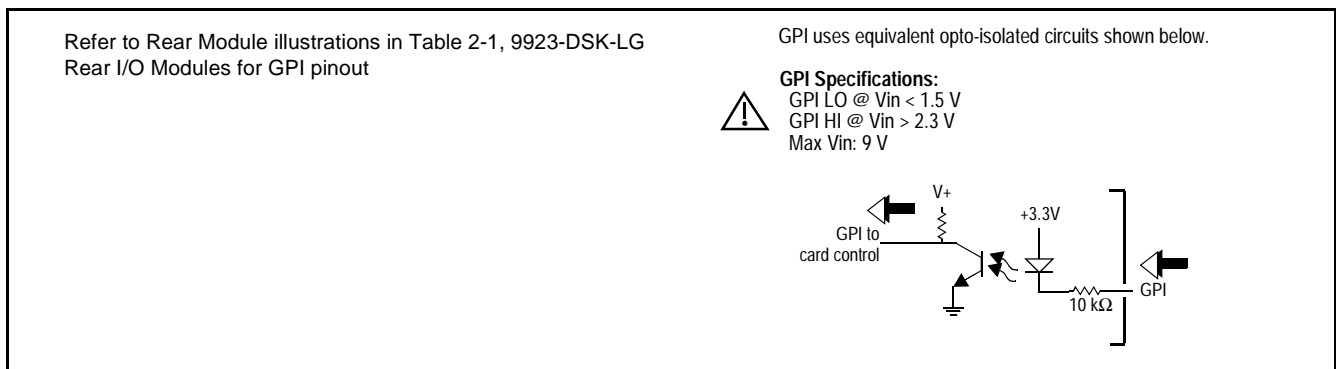 Refer to Rear Module illustrations in Table 2-1, 9923-DSK-LG
Rear I/O Modules for GPI pinout
GPI uses equivalent opto-isolated circuits shown below.
GPI Specifications:
GPI LO @ Vin < 1.5 V
GPI HI @ Vin > 2.3 V
Max Vin: 9 V
V+
+3.3V
GPI to
card control
GPI
10 kΩ